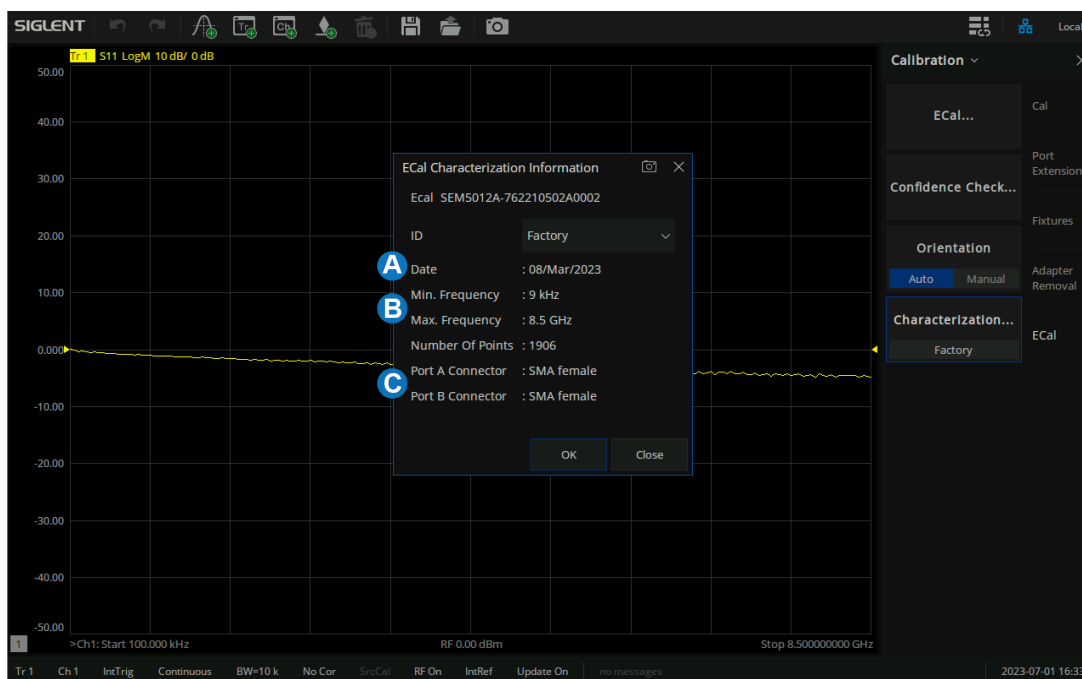 SIGLENT Tr Cb Local
Tr 1 S11 LogM 10 dB/ 0 dB
50.00
40.00
30.00
20.00
10.00
0.000
-10.00
-20.00
-30.00
-40.00
-50.00
ECal Characterization Information
Ecal SEM5012A-762210502A0002
ID Factory
A Date : 08/Mar/2023
Min. Frequency : 9 kHz
B
Max. Frequency : 8.5 GHz
Number Of Points : 1906
Port A Connector : SMA female
C
Port B Connector : SMA female
OK Close
Calibration
ECal...
Confidence Check...
Orientation
Auto Manual
Characterization...
Factory
Cal
Port
Extension
Fixtures
Adapter
Removal
ECal
1 >Ch1: Start 100.000 kHz RF 0.00 dBm Stop 8.500000000 GHz
Tr 1 Ch 1 IntTrig Continuous BW=10 k No Cor SrcCal RF On IntRef Update On no messages 2023-07-01 16:33